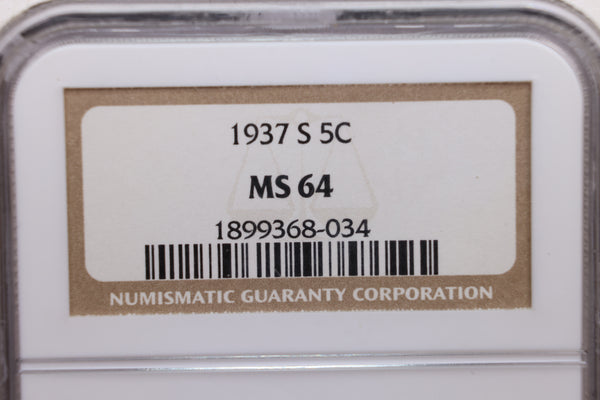 1937 S 5C
MS 64
1899368-034
NUMISMATIC GUARANTY CORPORATION